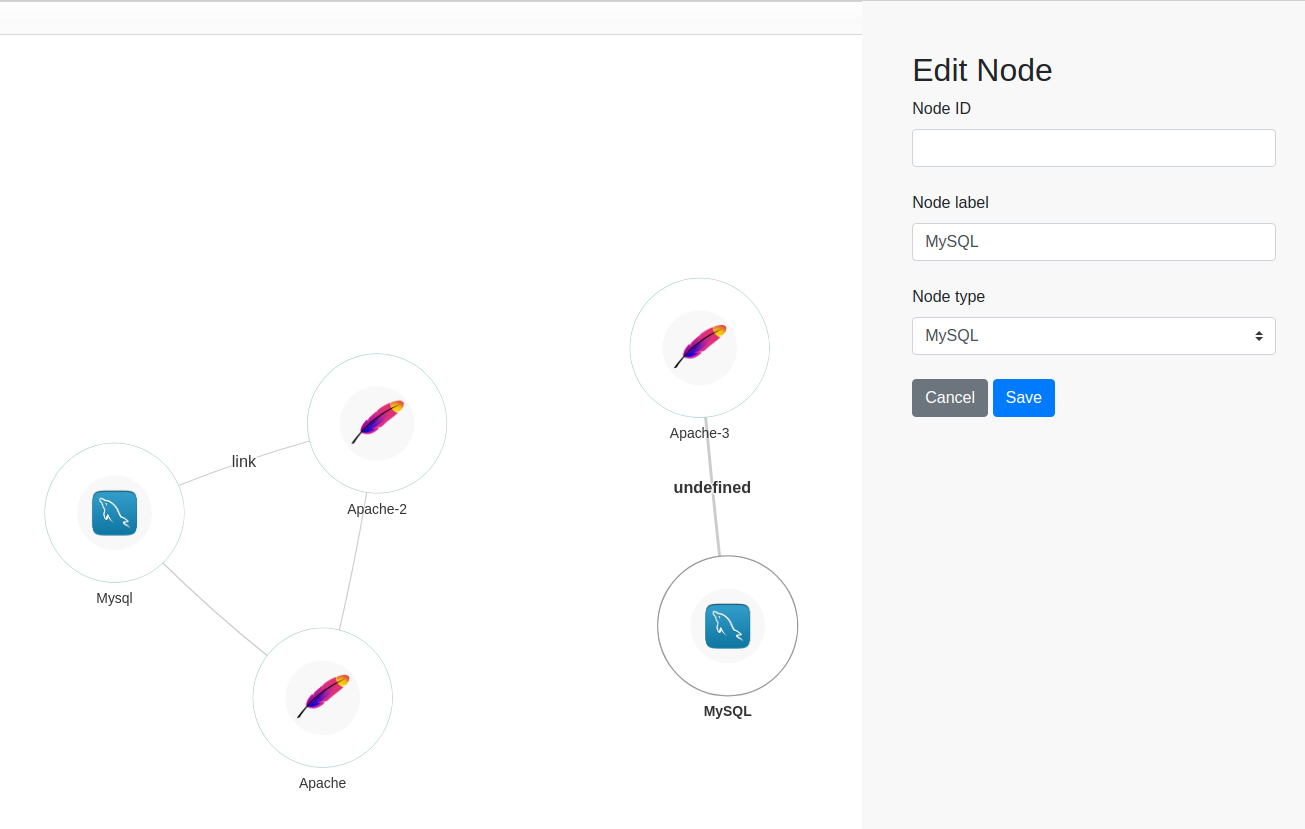 link
Apache-2
Mysql
Apache
Apache-3
undefined
MySQL
Edit Node
Node ID
Node label
MySQL
Node type
MySQL
Cancel Save